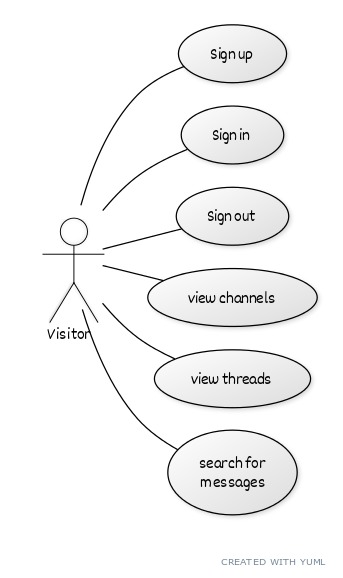 Sign up
Sign in
Sign out
view channels
Visitor
view threads
search for
messages
CREATED WITH YUML